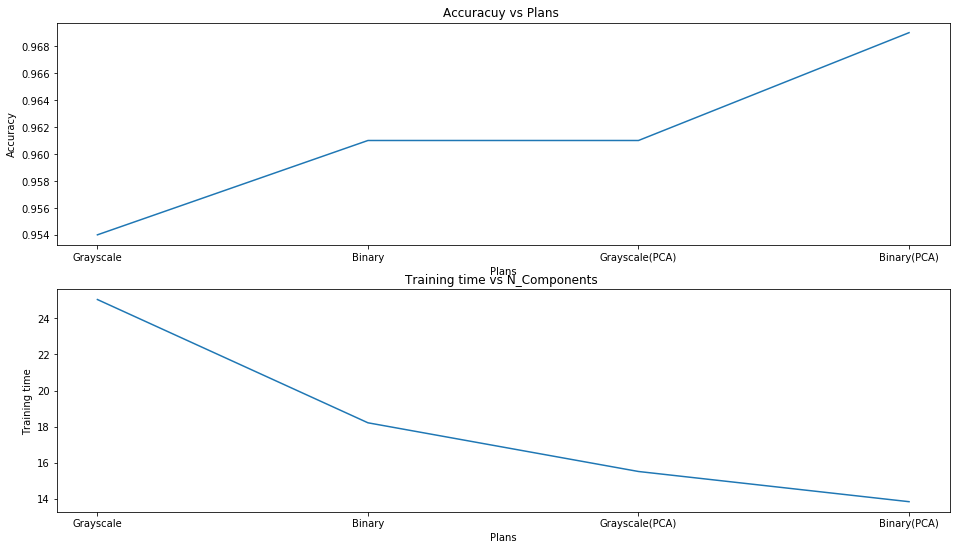 Accuracuy vs Plans
0.968
0.966
0.964
0.962
0.960
0.958
0.956
0.954
Accuracy
Grayscale Binary Grayscale(PCA) Binary(PCA)
Plans
Training time vs N_Components
24
22
20
18
16
14
Training time
Grayscale Binary Grayscale(PCA) Binary(PCA)
Plans